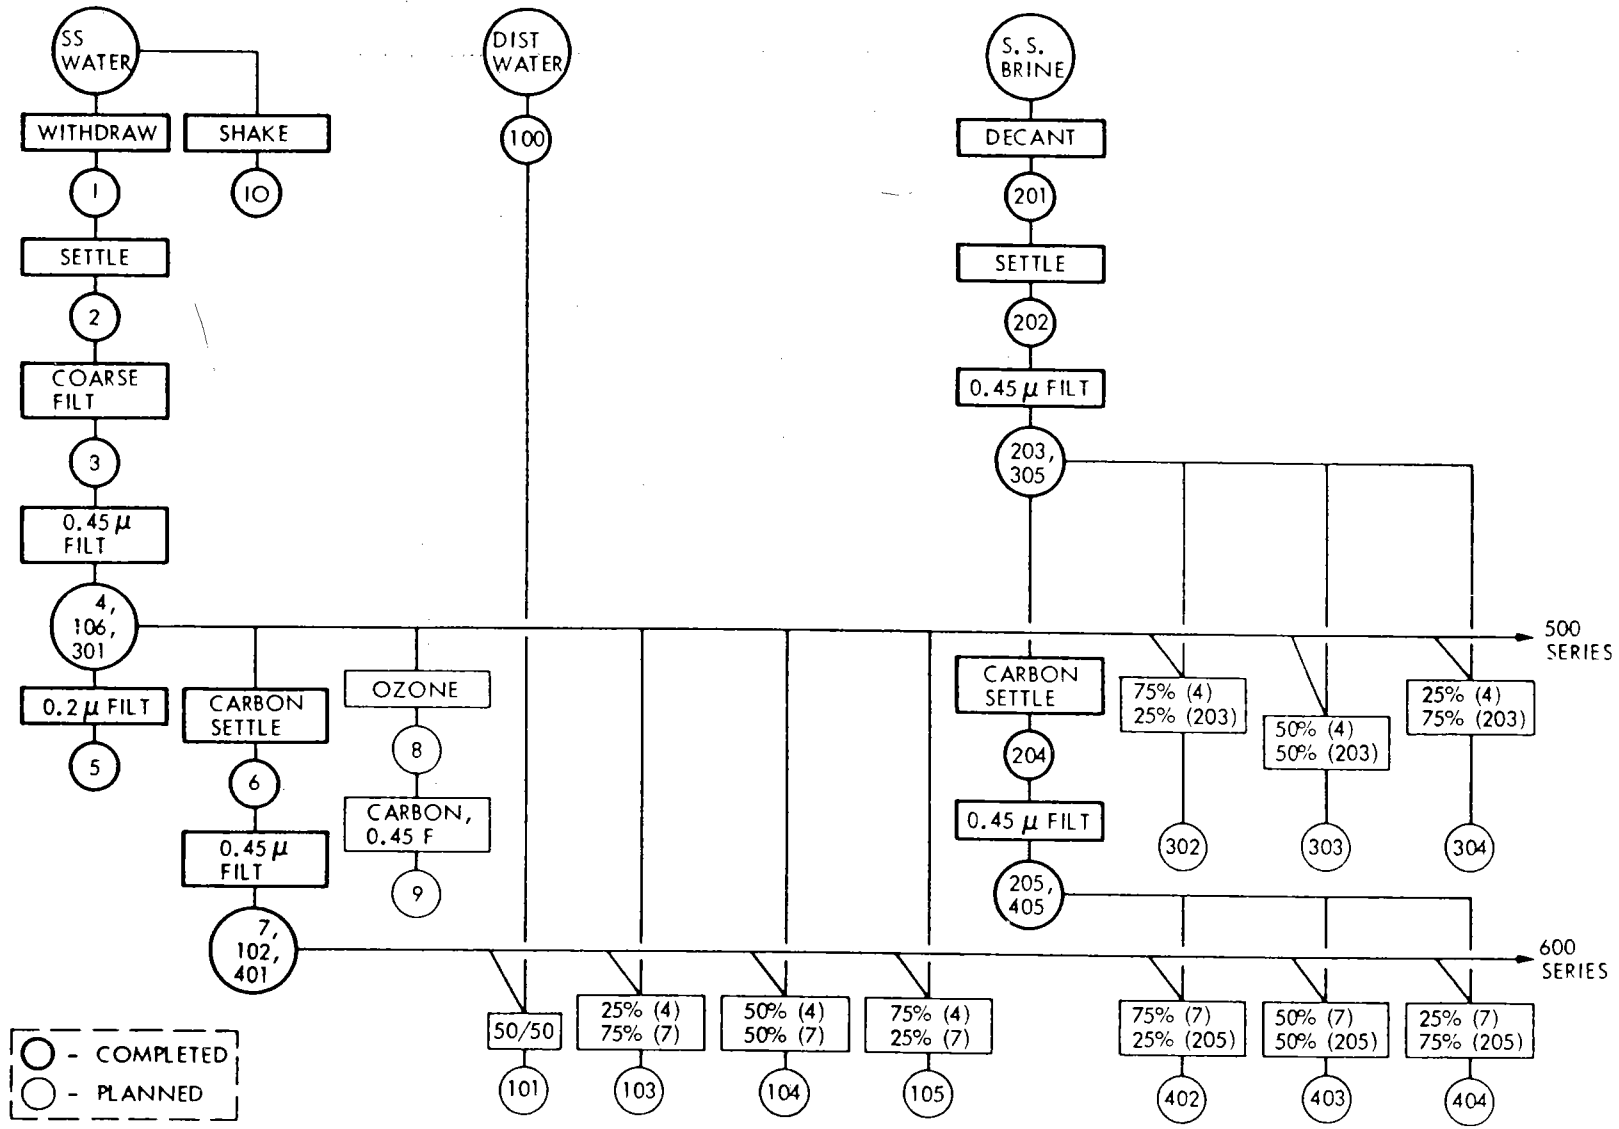 SS
WATER
WITHDRAW
SHAKE
1
10
SETTLE
2
COARSE
FILT
3
0.45 μ
FILT
4,
106,
301
0.2 μ FILT
5
CARBON
SETTLE
6
0.45 μ
FILT
7,
102,
401
OZONE
8
CARBON,
0.45 F
9
DIST
WATER
100
50/50
101
25% (4)
75% (7)
103
50% (4)
50% (7)
104
75% (4)
25% (7)
105
S. S.
BRINE
DECANT
201
SETTLE
202
0.45 μ FILT
203,
305
CARBON
SETTLE
204
0.45 μ FILT
205,
405
75% (4)
25% (203)
302
50% (4)
50% (203)
303
25% (4)
75% (203)
304
500
SERIES
75% (7)
25% (205)
402
50% (7)
50% (205)
403
25% (7)
75% (205)
404
600
SERIES
- COMPLETED
- PLANNED